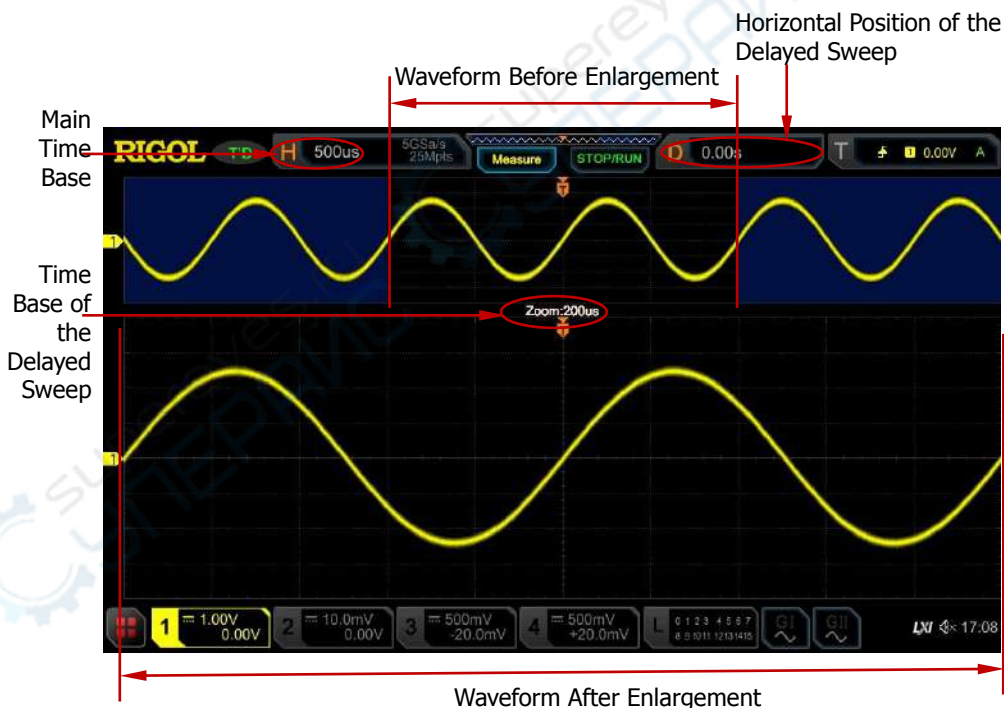 Horizontal Position of the
Delayed Sweep
Waveform Before Enlargement
Main
Time
Base
RIGOL T'D H 500us 5GSa/s
25Mpts Measure STOP/RUN D 0.00s T 1 0.00V A
T
1
Time
Base of
the
Delayed
Sweep
Zoom:200us
T
1
1 1.00V
0.00V
2 10.0mV
0.00V
3 500mV
-20.0mV
4 500mV
+20.0mV
L 0 1 2 3 4 5 6 7
8 9 10 11 12 13 14 15
GI GII LXI 17:08
Waveform After Enlargement